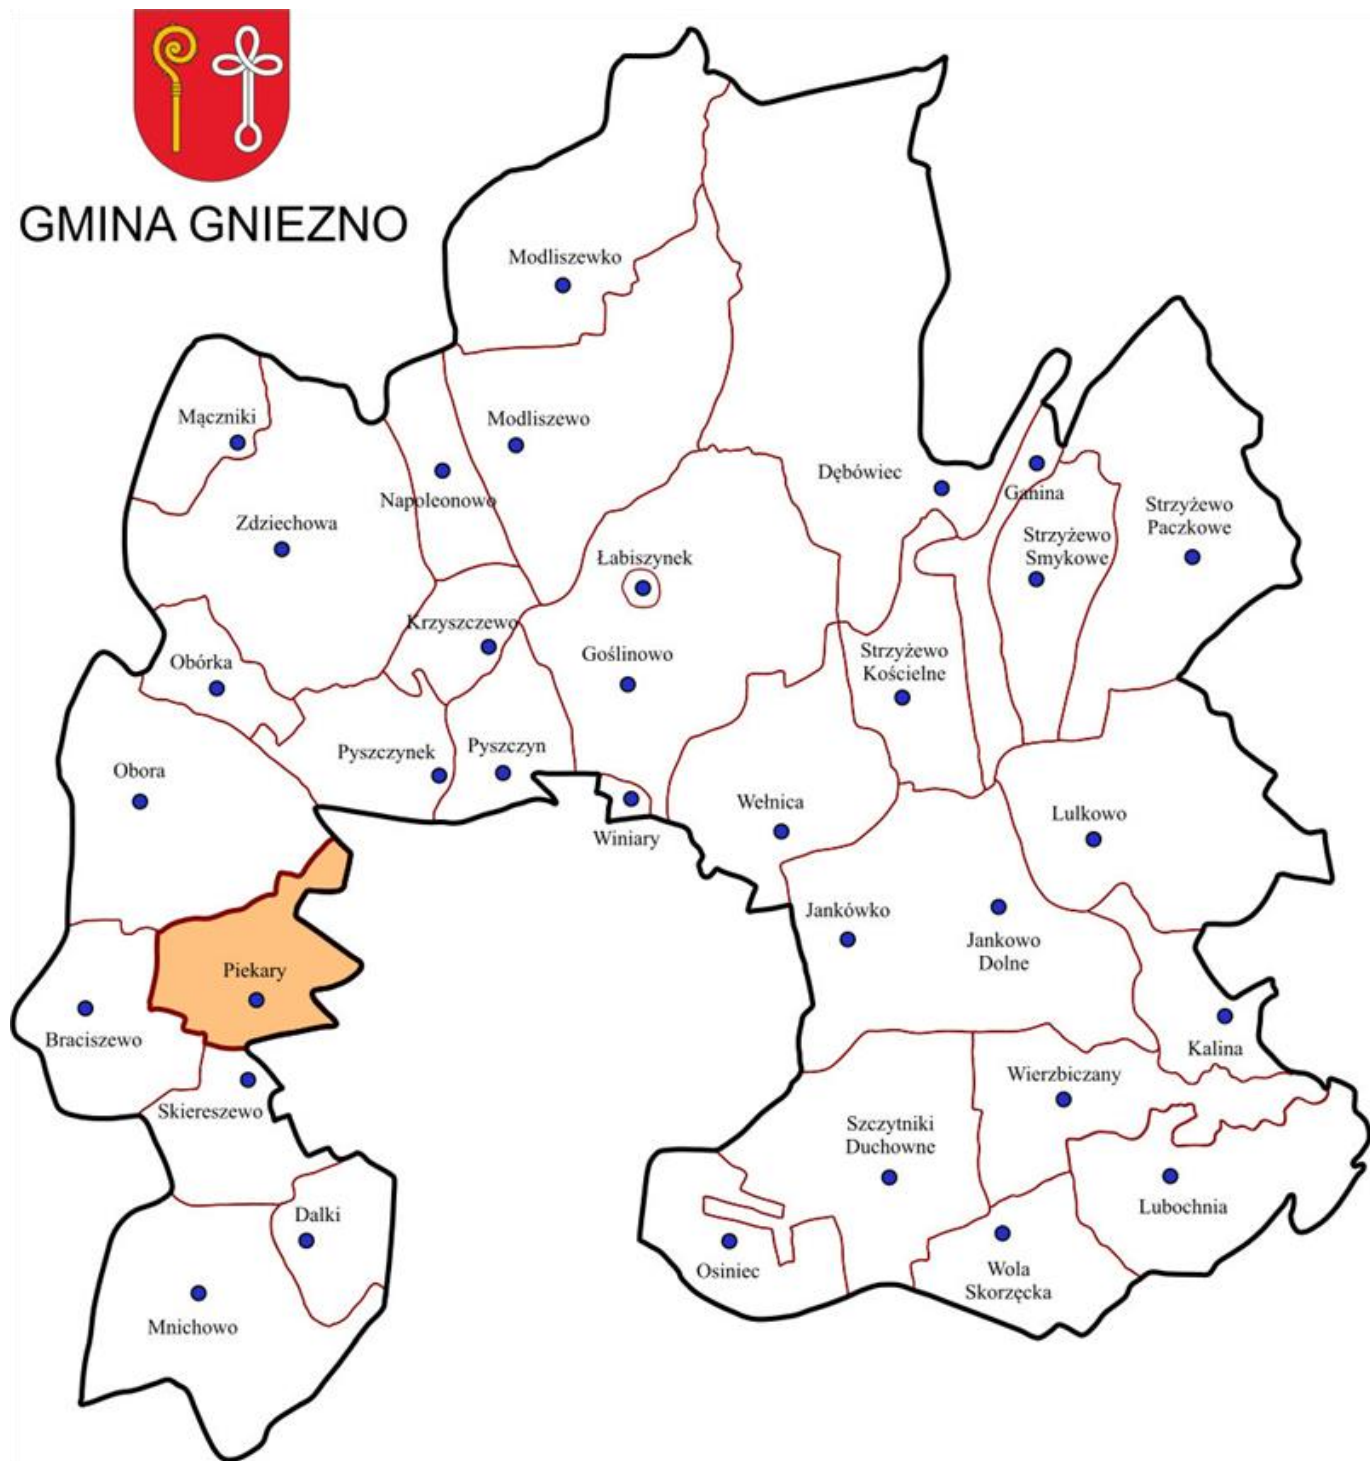 GMINA GNIEZNO
Modliszewko
Mączniki
Modliszewo
Dębówiec
Napoleonowo
Ganina
Zdziechowa
Strzyżewo
Paczkowe
Strzyżewo
Smykowe
Łabiszynek
Krzyszczewo
Obórka
Goślinowo
Strzyżewo
Kościelne
Pyszczynek
Pyszczyn
Obora
Wełnica
Lulkowo
Winiary
Jankówko
Jankowo
Dolne
Piekary
Braciszewo
Kalina
Skiereszewo
Wierzbiczany
Szczytniki
Duchowne
Dalki
Lubochnia
Osiniec
Wola
Skorzęcka
Mnichowo